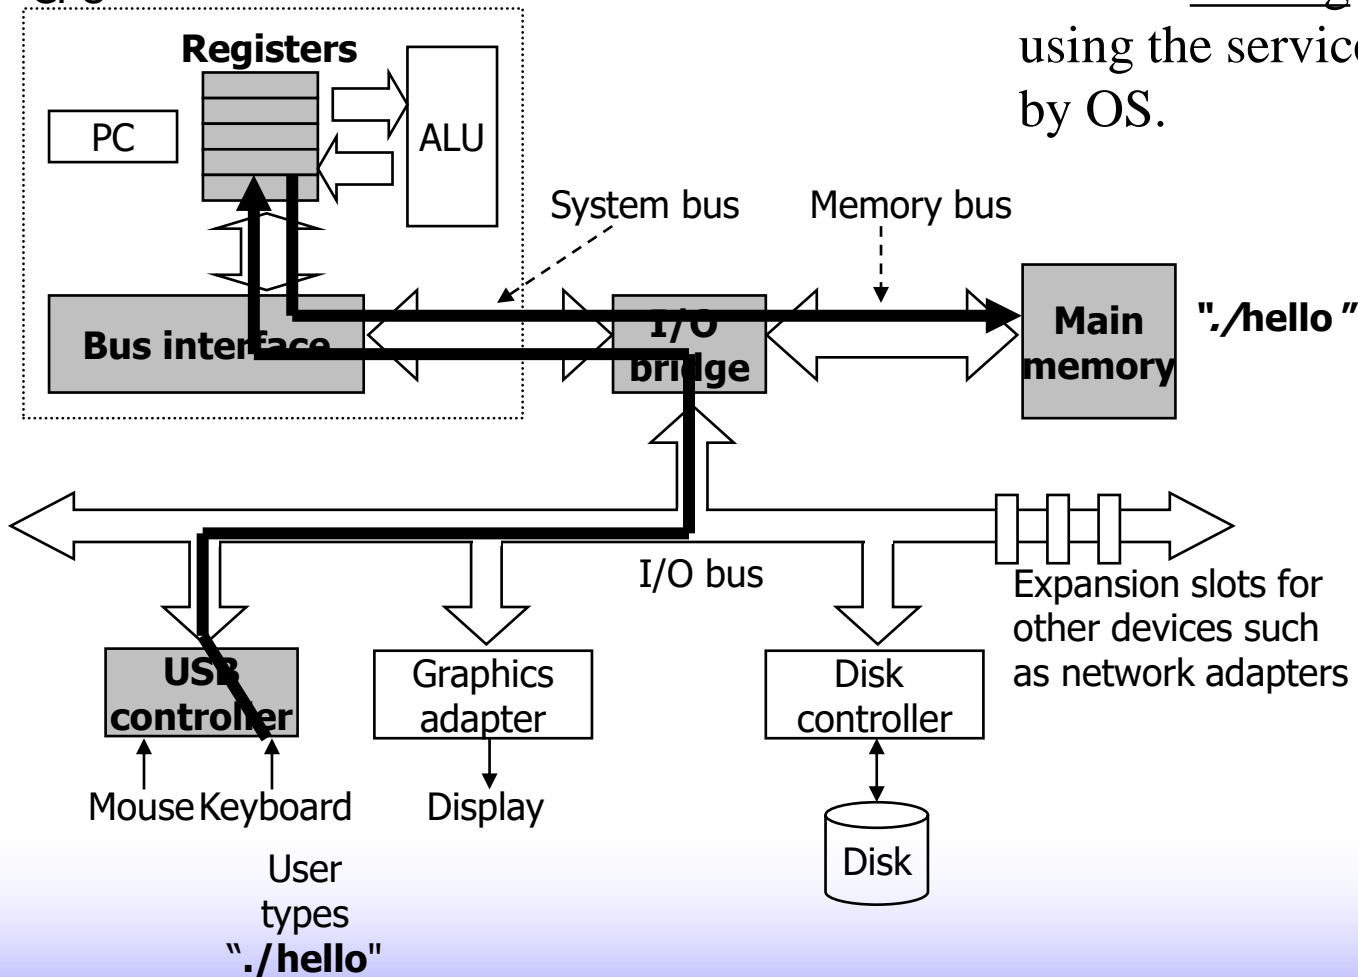 Registers
using the service
by OS.
PC
ALU
System bus
Memory bus
Bus interface
I/O
bridge
Main
memory
"./hello "
I/O bus
Expansion slots for
other devices such
as network adapters
USB
controller
Graphics
adapter
Disk
controller
Mouse
Keyboard
Display
Disk
User
types
"./hello"